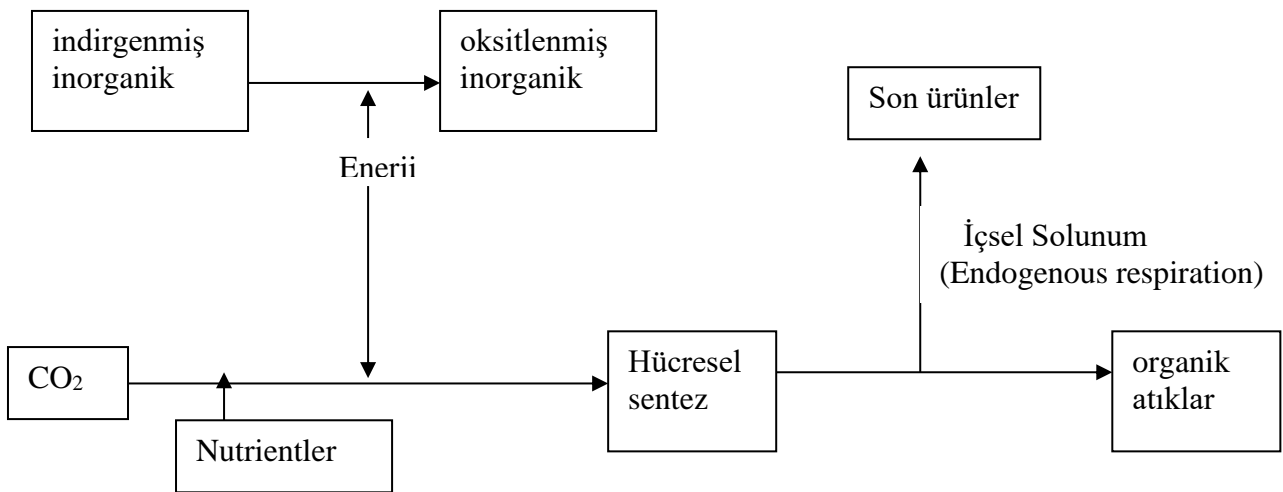 indirgenmiş
inorganik
oksitlenmiş
inorganik
Son ürünler
Enerji
İçsel Solunum
(Endogenous respiration)
CO₂
Nutrientler
Hücresel
sentez
organik
atıklar